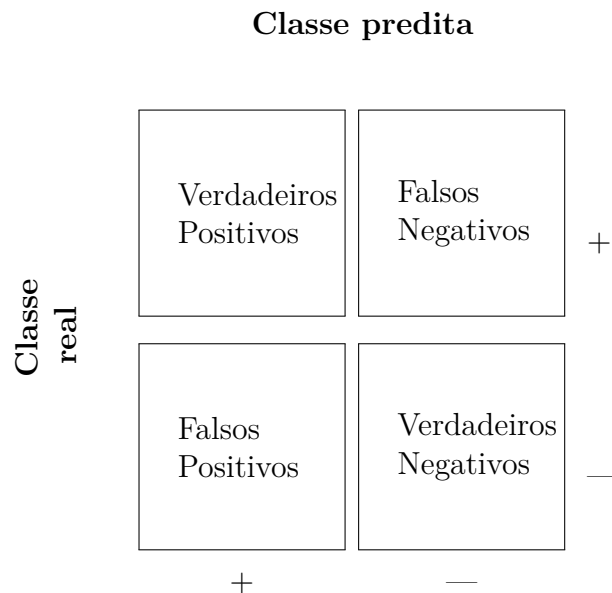 Classe predita
Verdadeiros
Positivos
Falsos
Negativos
+
Classe
real
Falsos
Positivos
Verdadeiros
Negativos
—
+
—